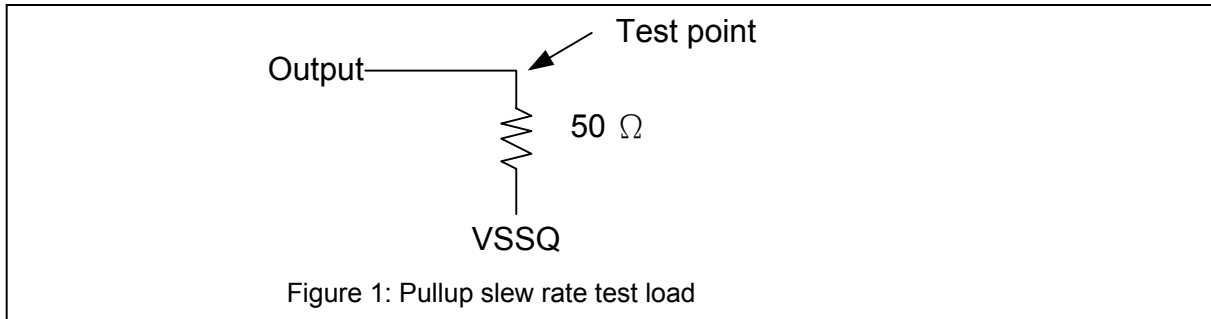 Test point
Output
50 Ω
VSSQ
Figure 1: Pullup slew rate test load